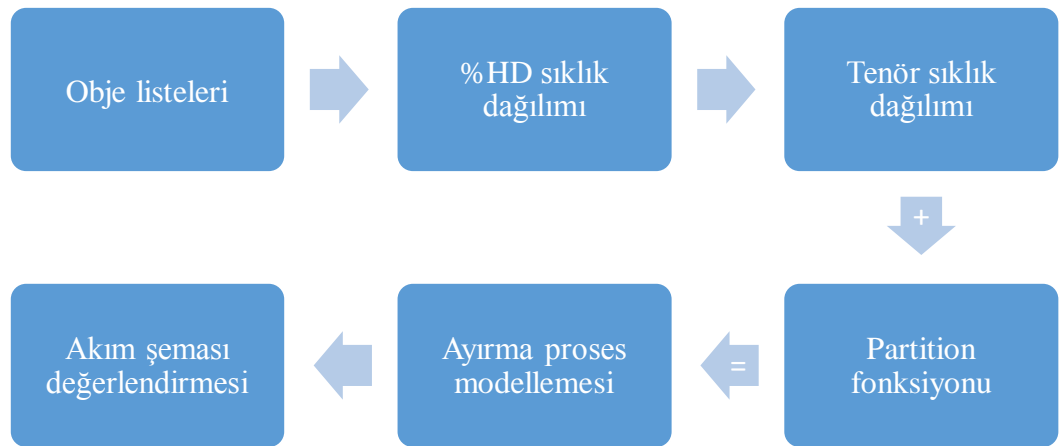 Obje listeleri
%HD sıklık
dağılımı
Tenör sıklık
dağılımı
+
Partition
fonksiyonu
=
Ayırma proses
modellemesi
Akım şeması
değerlendirmesi